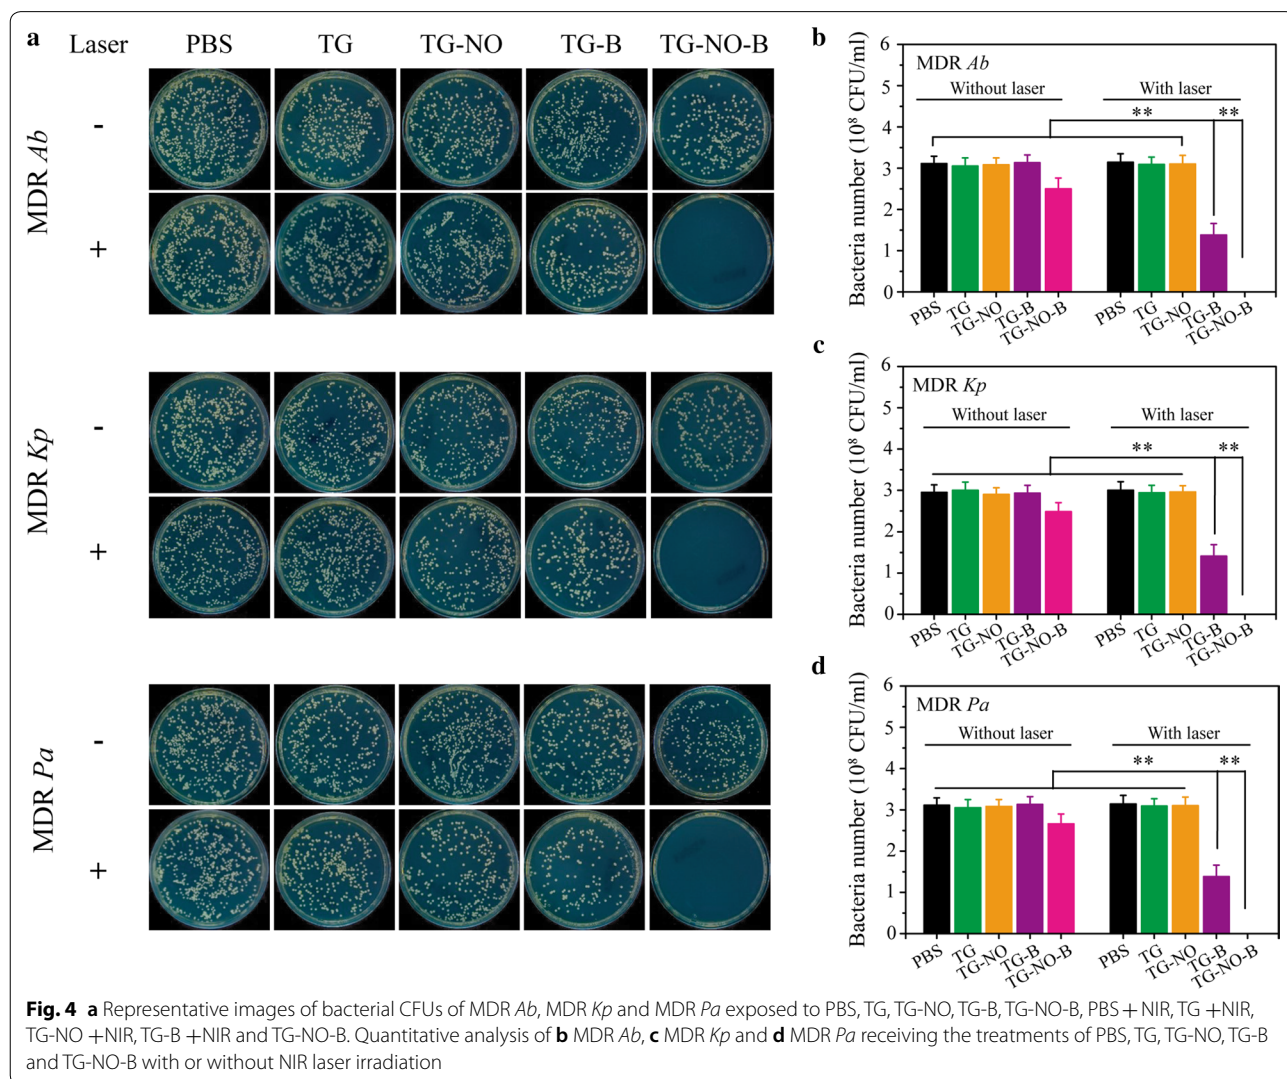 a Laser PBS TG TG-NO TG-B TG-NO-B
MDR Ab
-
+
MDR Kp
-
+
MDR Pa
-
+
b
Bacteria number (10⁸ CFU/ml)
6
5
4
3
2
1
0
MDR Ab
Without laser With laser
** **
PBS TG TG-NO TG-B TG-NO-B PBS TG TG-NO TG-B TG-NO-B
c
Bacteria number (10⁸ CFU/ml)
6
5
4
3
2
1
0
MDR Kp
Without laser With laser
** **
PBS TG TG-NO TG-B TG-NO-B PBS TG TG-NO TG-B TG-NO-B
d
Bacteria number (10⁸ CFU/ml)
6
5
4
3
2
1
0
MDR Pa
Without laser With laser
** **
PBS TG TG-NO TG-B TG-NO-B PBS TG TG-NO TG-B TG-NO-B
Fig. 4 a Representative images of bacterial CFUs of MDR Ab, MDR Kp and MDR Pa exposed to PBS, TG, TG-NO, TG-B, TG-NO-B, PBS + NIR, TG +NIR,
TG-NO +NIR, TG-B +NIR and TG-NO-B. Quantitative analysis of b MDR Ab, c MDR Kp and d MDR Pa receiving the treatments of PBS, TG, TG-NO, TG-B
and TG-NO-B with or without NIR laser irradiation